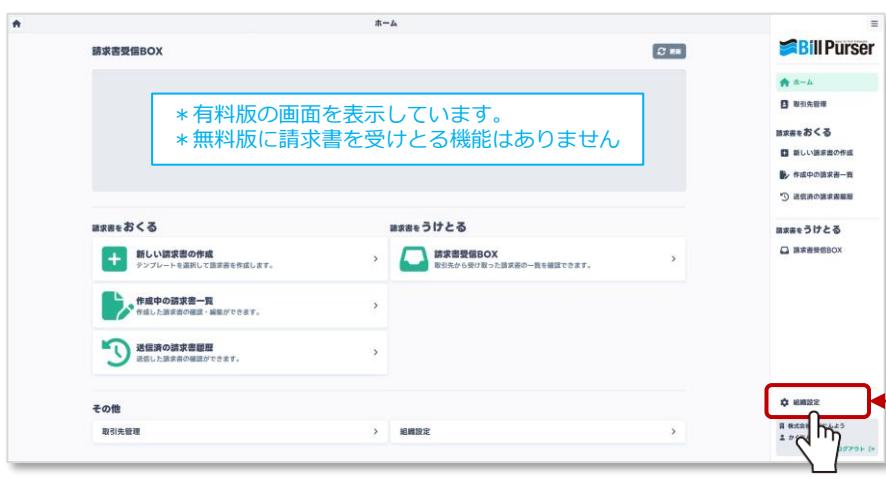 ホーム
請求書受信BOX
更新
＊有料版の画面を表示しています。
＊無料版に請求書を受けとる機能はありません
請求書をおくる
新しい請求書の作成
テンプレートを選択して請求書を作成します。
作成中の請求書一覧
作成した請求書の確認・編集ができます。
送信済の請求書履歴
送信した請求書の確認ができます。
請求書をうけとる
請求書受信BOX
取引先から受け取った請求書の一覧を確認できます。
その他
取引先管理
組織設定
Bill Purser
ホーム
取引先管理
請求書をおくる
新しい請求書の作成
作成中の請求書一覧
送信済の請求書履歴
請求書をうけとる
請求書受信BOX
組織設定